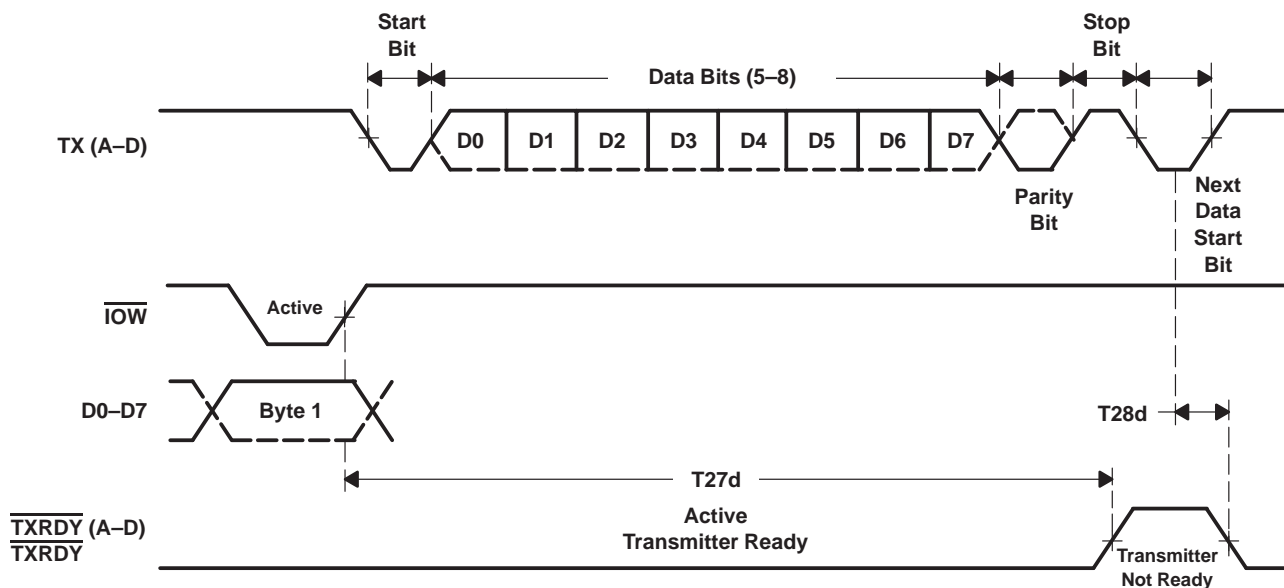 Start
Bit
Data Bits (5–8)
Stop
Bit
TX (A–D)
D0 D1 D2 D3 D4 D5 D6 D7
Parity
Bit
Next
Data
Start
Bit
IOW
Active
D0–D7
Byte 1
T28d
T27d
TXRDY (A–D)
TXRDY
Active
Transmitter Ready
Transmitter
Not Ready